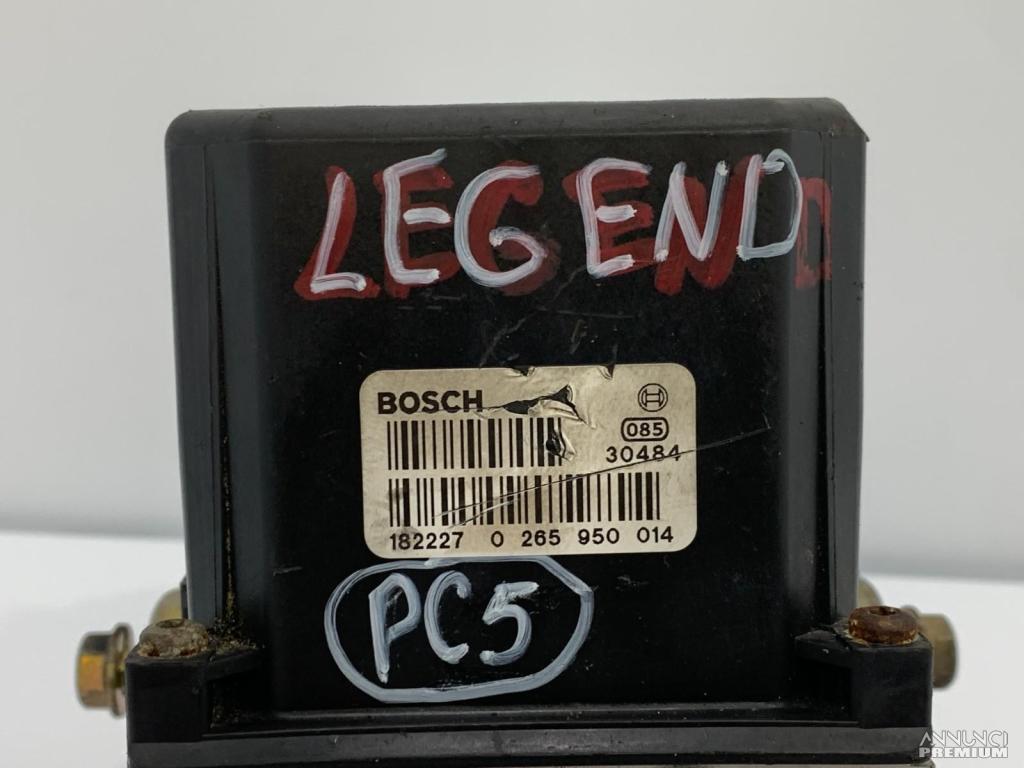 LEGEND
BOSCH
085
30484
182227 0 265 950 014
PC5
ANNUNCI
PREMIUM